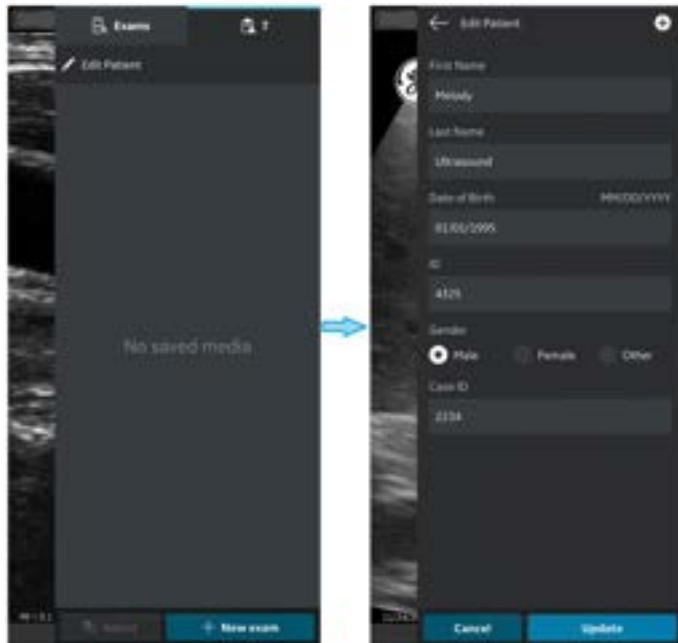 Exams
7
Edit Patient
No saved media
New exam
Edit Patient
First Name
Melody
Last Name
Ultrasound
Date of Birth MM/DD/YYYY
01/01/1995
ID
4325
Gender
Male Female Other
Case ID
2234
Cancel Update